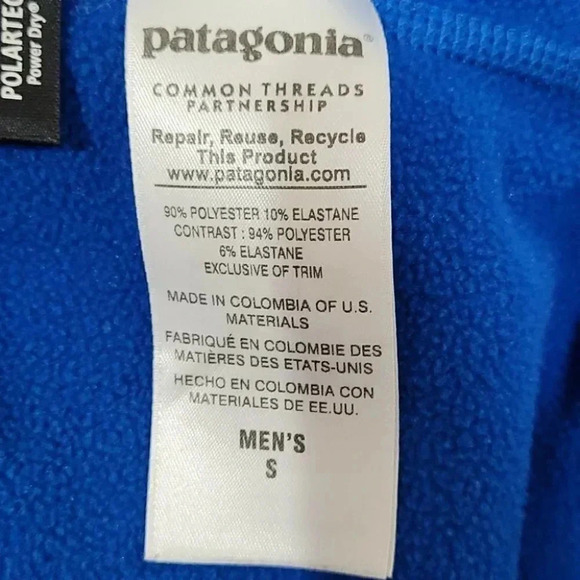 POLARTEC
Power Dry®
patagonia®
COMMON THREADS
PARTNERSHIP
Repair, Reuse, Recycle
This Product
www.patagonia.com
90% POLYESTER 10% ELASTANE
CONTRAST : 94% POLYESTER
6% ELASTANE
EXCLUSIVE OF TRIM
MADE IN COLOMBIA OF U.S.
MATERIALS
FABRIQUÉ EN COLOMBIE DES
MATIÈRES DES ETATS-UNIS
HECHO EN COLOMBIA CON
MATERIALES DE EE.UU.
MEN'S
S